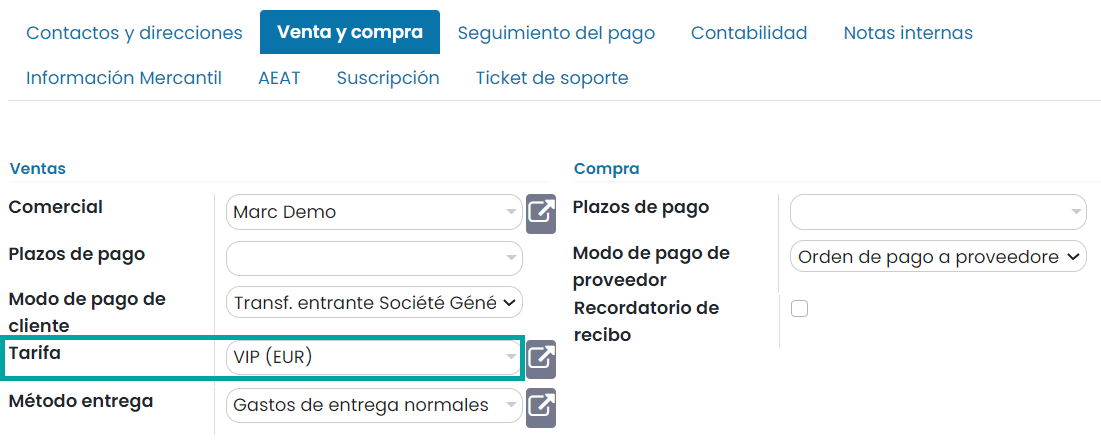 Contactos y direcciones Venta y compra Seguimiento del pago Contabilidad Notas internas
Información Mercantil AEAT Suscripción Ticket de soporte
Ventas
Comercial Marc Demo
Plazos de pago
Modo de pago de cliente Transf. entrante Société Géné
Tarifa VIP (EUR)
Método entrega Gastos de entrega normales
Compra
Plazos de pago
Modo de pago de proveedor Orden de pago a proveedore
Recordatorio de recibo